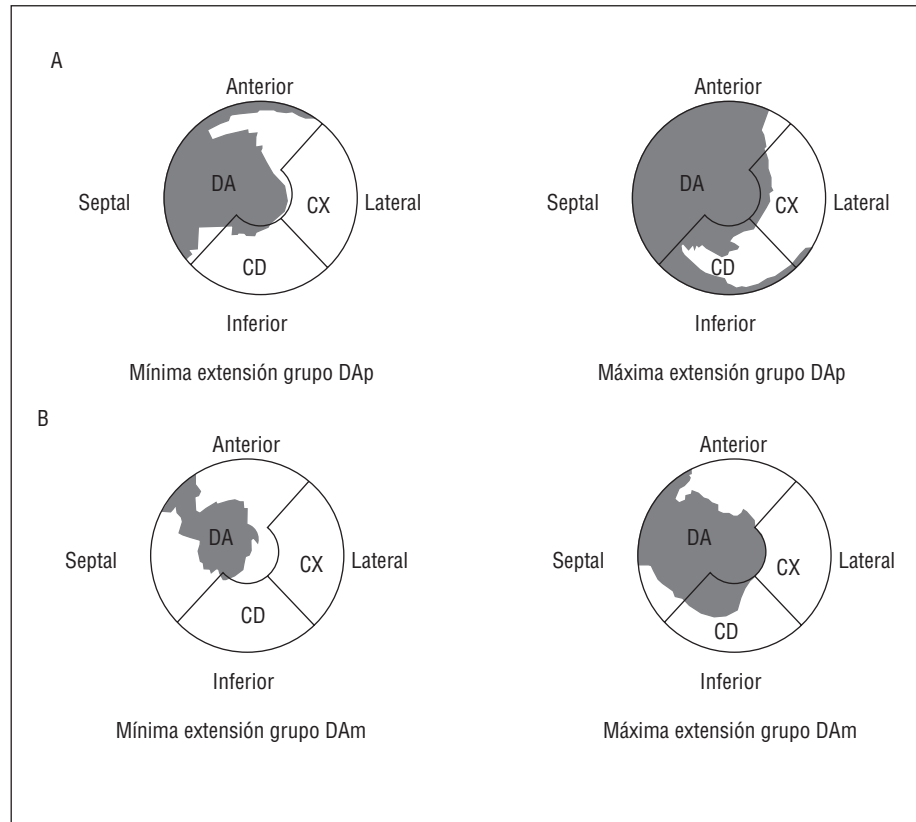 A
Anterior
Anterior
DA
DA
Septal
CX
Lateral
Septal
CX
Lateral
CD
CD
Inferior
Inferior
Mínima extensión grupo DAp
Máxima extensión grupo DAp
B
Anterior
Anterior
DA
DA
Septal
CX
Lateral
Septal
CX
Lateral
CD
CD
Inferior
Inferior
Mínima extensión grupo DAm
Máxima extensión grupo DAm